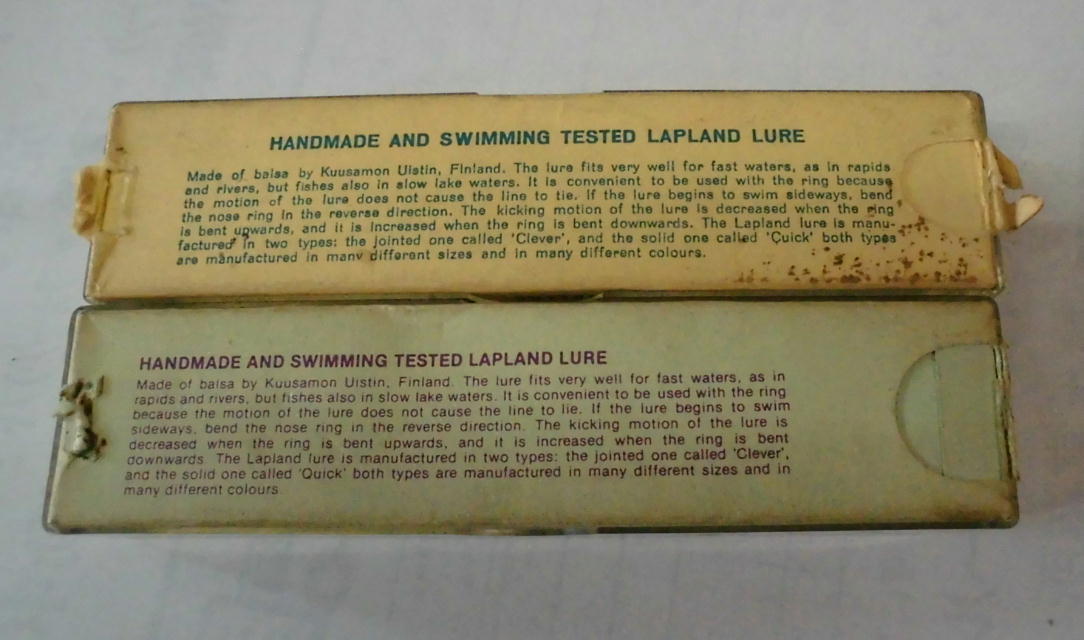 HANDMADE AND SWIMMING TESTED LAPLAND LURE
Made of balsa by Kuusamon Uistin, Finland. The lure fits very well for fast waters, as in rapids
and rivers, but fishes also in slow lake waters. It is convenient to be used with the ring because
the motion of the lure does not cause the line to tie. If the lure begins to swim sideways, bend
the nose ring in the reverse direction. The kicking motion of the lure is decreased when the ring
is bent upwards, and it is increased when the ring is bent downwards. The Lapland lure is manu-
factured in two types: the jointed one called 'Clever', and the solid one called 'Quick' both types
are manufactured in many different sizes and in many different colours.
HANDMADE AND SWIMMING TESTED LAPLAND LURE
Made of balsa by Kuusamon Uistin, Finland. The lure fits very well for fast waters, as in
rapids and rivers, but fishes also in slow lake waters. It is convenient to be used with the ring
because the motion of the lure does not cause the line to lie. If the lure begins to swim
sideways, bend the nose ring in the reverse direction. The kicking motion of the lure is
decreased when the ring is bent upwards, and it is increased when the ring is bent
downwards. The Lapland lure is manufactured in two types: the jointed one called 'Clever',
and the solid one called 'Quick' both types are manufactured in many different sizes and in
many different colours.